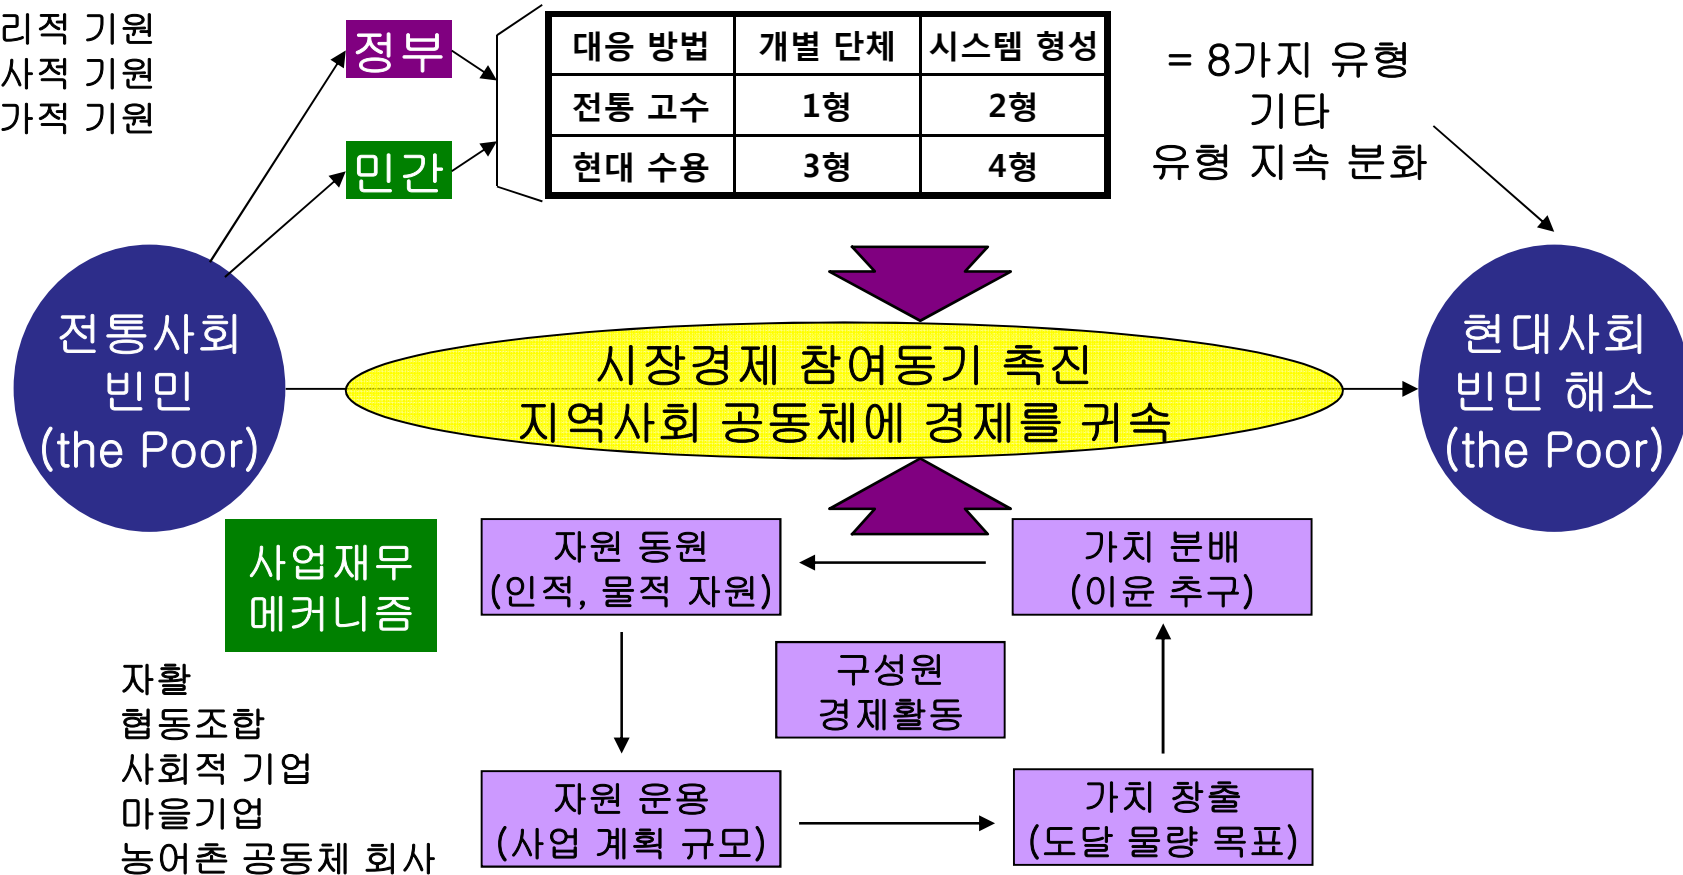 리적 기원
사적 기원
가적 기원
정부
민간
대응 방법 개별 단체 시스템 형성
전통 고수 1형 2형
현대 수용 3형 4형
= 8가지 유형
기타
유형 지속 분화
전통사회
빈민
(the Poor)
시장경제 참여동기 촉진
지역사회 공동체에 경제를 귀속
현대사회
빈민 해소
(the Poor)
사업재무
메커니즘
자원 동원
(인적, 물적 자원)
가치 분배
(이윤 추구)
구성원
경제활동
자원 운용
(사업 계획 규모)
가치 창출
(도달 물량 목표)
자활
협동조합
사회적 기업
마을기업
농어촌 공동체 회사